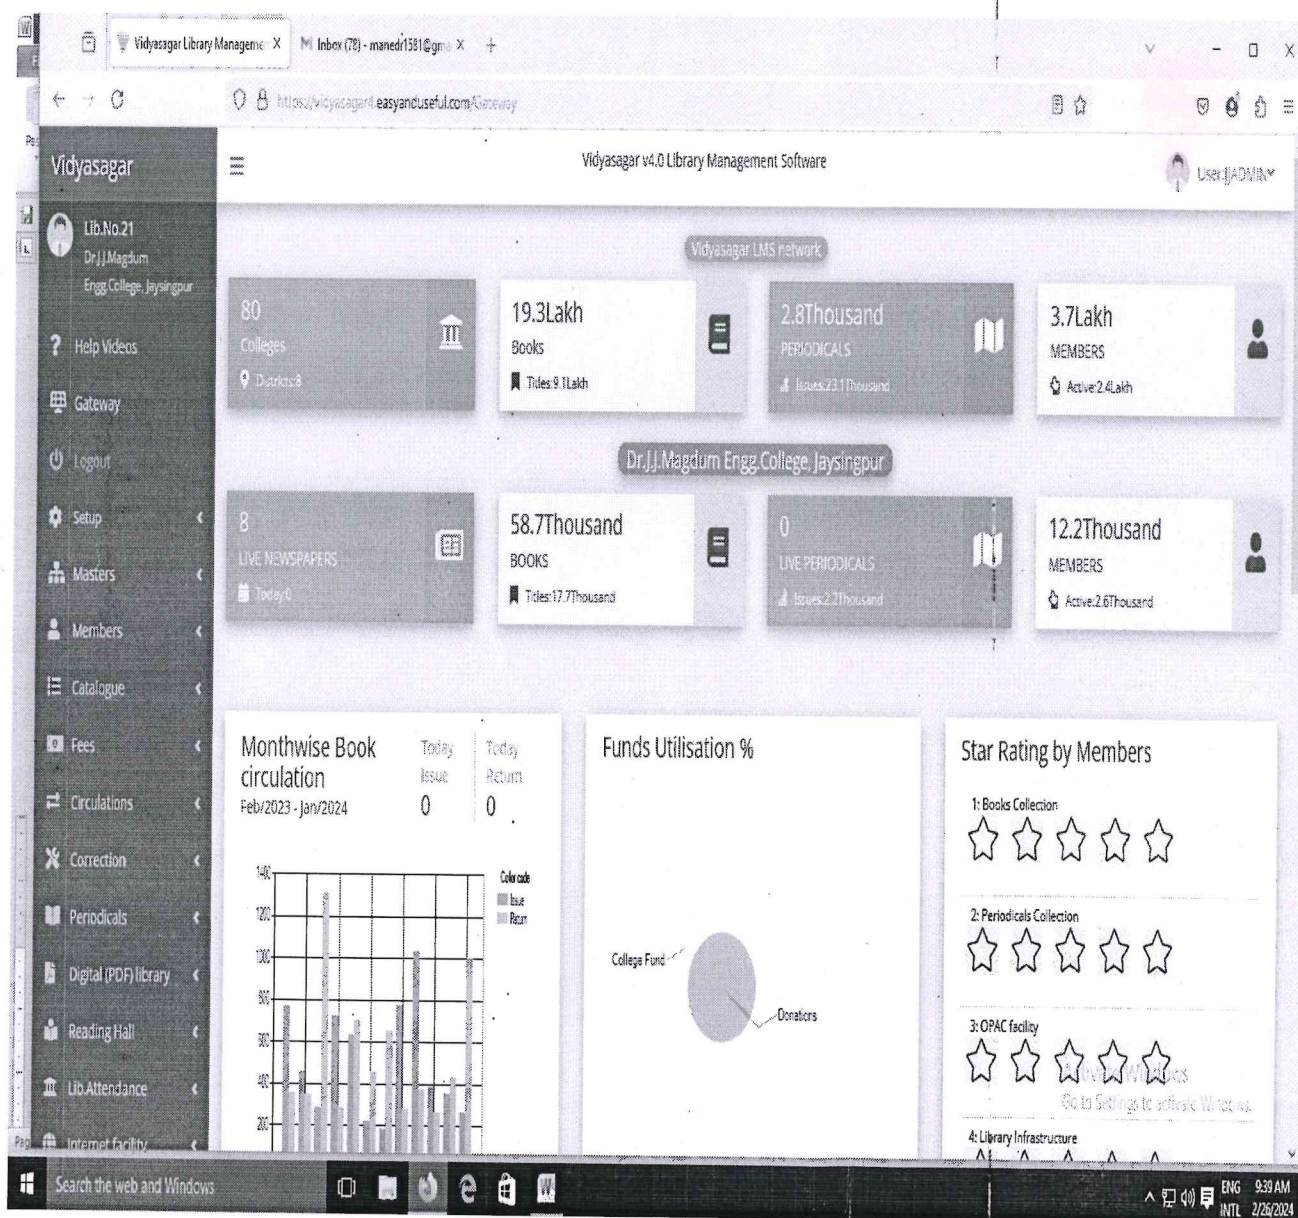 Vidyasagar Library Manageme X
Inbox (78) - manedr1581@gma X
https://vidyasagar4.easyanduseful.com/Gateway
Vidyasagar
Vidyasagar v4.0 Library Management Software
User:JJADMIN
Lib.No.21
Dr.J.J.Magdum
Engg.College, Jaysingpur
Help Videos
Gateway
Logout
Setup
Masters
Members
Catalogue
Fees
Circulations
Correction
Periodicals
Digital (PDF) library
Reading Hall
Lib.Attendance
Internet facility
Vidyasagar LMS network
80
Colleges
Districts:8
19.3Lakh
Books
Titles:9.1Lakh
2.8Thousand
PERIODICALS
Issues:23.1Thousand
3.7Lakh
MEMBERS
Active:2.4Lakh
Dr.J.J.Magdum Engg.College, Jaysingpur
8
LIVE NEWSPAPERS
Today:0
58.7Thousand
BOOKS
Titles:17.7Thousand
0
LIVE PERIODICALS
Issues:2.2Thousand
12.2Thousand
MEMBERS
Active:2.6Thousand
Monthwise Book
circulation
Feb/2023 - Jan/2024
Today
Issue
0
Today
Return
0
1400
1200
1000
800
600
400
200
Color code
Issue
Return
Funds Utilisation %
College Fund
Donations
Star Rating by Members
1: Books Collection
2: Periodicals Collection
3: OPAC facility
4: Library Infrastructure
Activate Windows
Go to Settings to activate Windows.
Search the web and Windows
ENG
INTL
9:39 AM
2/26/2024